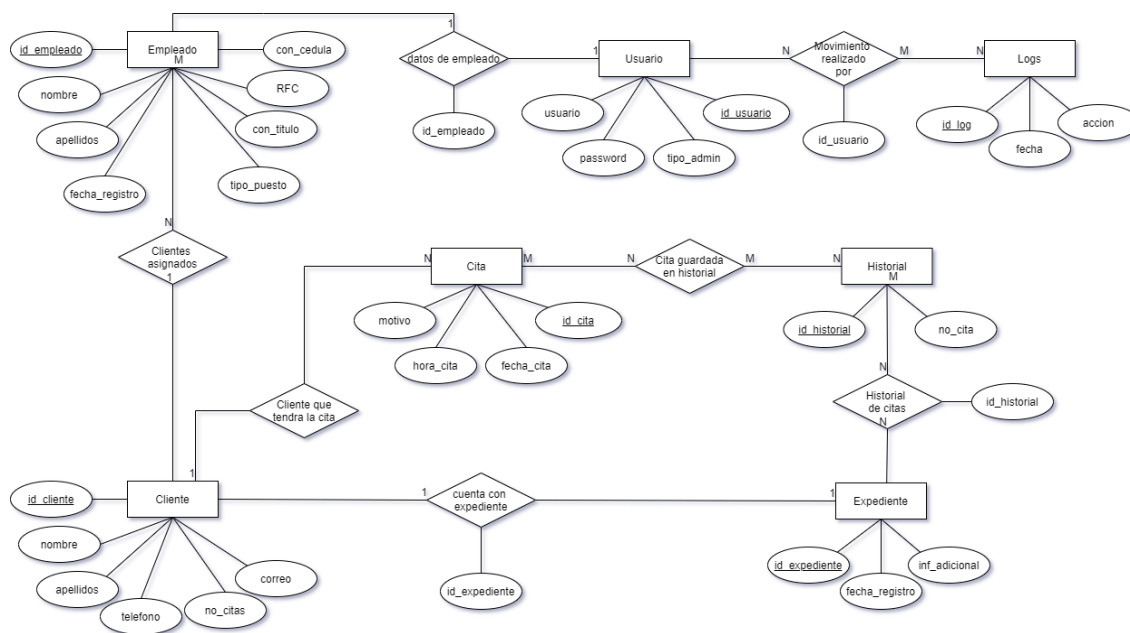 id_empleado
Empleado
M
con_cedula
nombre
RFC
apellidos
con_titulo
fecha_registro
tipo_puesto
1
datos de empleado
id_empleado
1
Usuario
N
usuario
id_usuario
password
tipo_admin
Movimiento
realizado
por
M
id_usuario
N
Logs
id_log
accion
fecha
N
Clientes
asignados
1
N
Cita
M
motivo
id_cita
hora_cita
fecha_cita
N
Cita guardada
en historial
M
N
Historial
M
id_historial
no_cita
N
Historial
de citas
N
id_historial
Cliente que
tendra la cita
1
id_cliente
Cliente
nombre
apellidos
telefono
no_citas
correo
1
cuenta con
expediente
id_expediente
1
Expediente
id_expediente
inf_adicional
fecha_registro